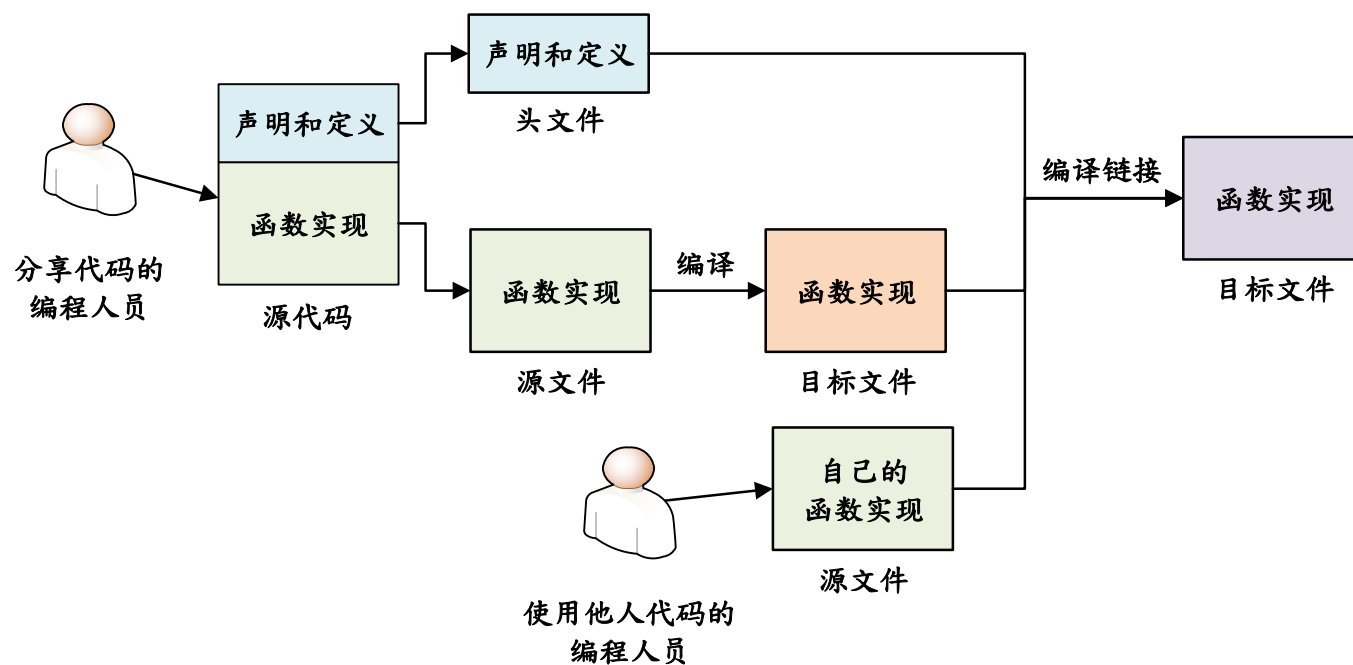 声明和定义
头文件
声明和定义
函数实现
源代码
分享代码的
编程人员
函数实现
源文件
编译
函数实现
目标文件
编译链接
函数实现
目标文件
自己的
函数实现
源文件
使用他人代码的
编程人员